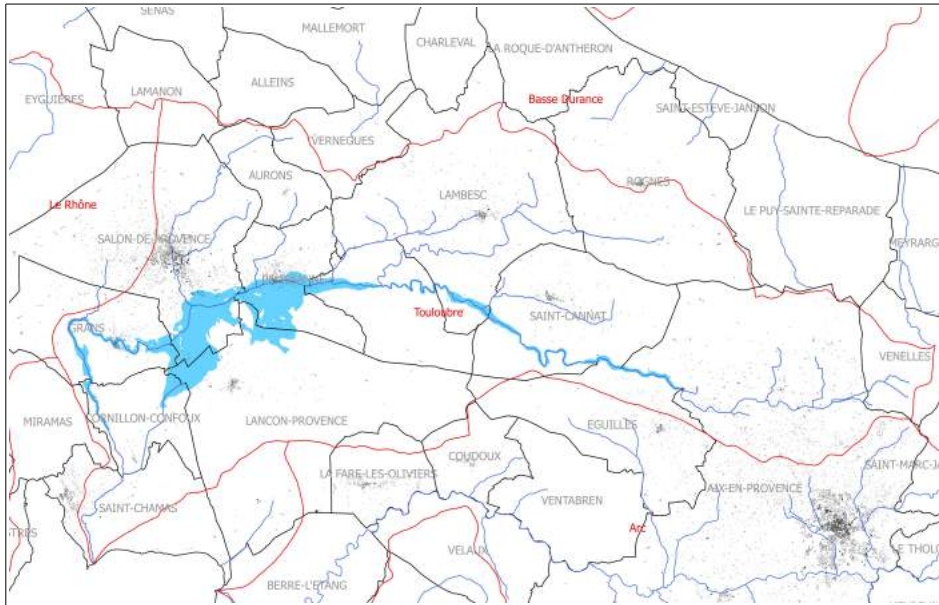 SENAS
MALLEMORT
CHARLEVAL
LA ROQUE-D'ANTHERON
ALLEINS
EYGUIÈRES
LAMANON
Basse Durance
SAINT-ESTEVE-JANSON
VERNEGUES
AURONS
ROGNES
LAMBESC
Le Rhône
LE PUY-SAINTE-REPARADE
SALON-DE-PROVENCE
MEYRARG
Touloubre
SAINT-CANNAT
GRANS
VENELLES
MIRAMAS
CORNILLON-CONFOUX
LANCON-PROVENCE
EGUILLES
COUDOUX
SAINT-MARC-J
LA FARE-LES-OLIVIERS
AIX-EN-PROVENCE
VENTABREN
SAINT-CHAMAS
Arc
STRES
VELAUX
LE THOLO
BERRE-L'ETANG